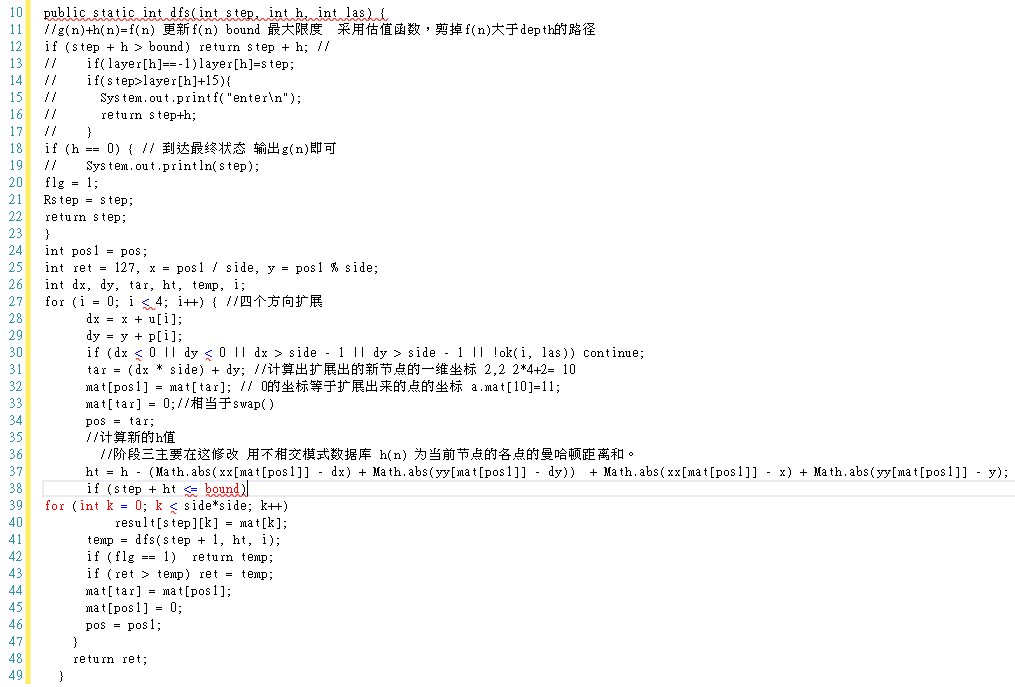 10 public static int dfs(int step, int h, int las) {
11 //g(n)+h(n)=f(n) 更新f(n) bound 最大限度  采用估值函数，剪掉f(n)大于depth的路径
12 if (step + h > bound) return step + h; //
13 //    if(layer[h]==-1)layer[h]=step;
14 //    if(step>layer[h]+15){
15 //      System.out.printf("enter\n");
16 //      return step+h;
17 //    }
18 if (h == 0) { // 到达最终状态 输出g(n)即可
19 //    System.out.println(step);
20 flg = 1;
21 Rstep = step;
22 return step;
23 }
24 int pos1 = pos;
25 int ret = 127, x = pos1 / side, y = pos1 % side;
26 int dx, dy, tar, ht, temp, i;
27 for (i = 0; i < 4; i++) { //四个方向扩展
28 dx = x + u[i];
29 dy = y + p[i];
30 if (dx < 0 || dy < 0 || dx > side - 1 || dy > side - 1 || !ok(i, las)) continue;
31 tar = (dx * side) + dy; //计算出扩展出的新节点的一维坐标 2,2 2*4+2= 10
32 mat[pos1] = mat[tar]; // 0的坐标等于扩展出来的点的坐标 a.mat[10]=11;
33 mat[tar] = 0;//相当于swap()
34 pos = tar;
35 //计算新的h值
36 //阶段三主要在这修改 用不相交模式数据库 h(n) 为当前节点的各点的曼哈顿距离和。
37 ht = h - (Math.abs(xx[mat[pos1]] - dx) + Math.abs(yy[mat[pos1]] - dy))  + Math.abs(xx[mat[pos1]] - x) + Math.abs(yy[mat[pos1]] - y);
38 if (step + ht <= bound)
39 for (int k = 0; k < side*side; k++)
40 result[step][k] = mat[k];
41 temp = dfs(step + 1, ht, i);
42 if (flg == 1)  return temp;
43 if (ret > temp) ret = temp;
44 mat[tar] = mat[pos1];
45 mat[pos1] = 0;
46 pos = pos1;
47 }
48 return ret;
49 }